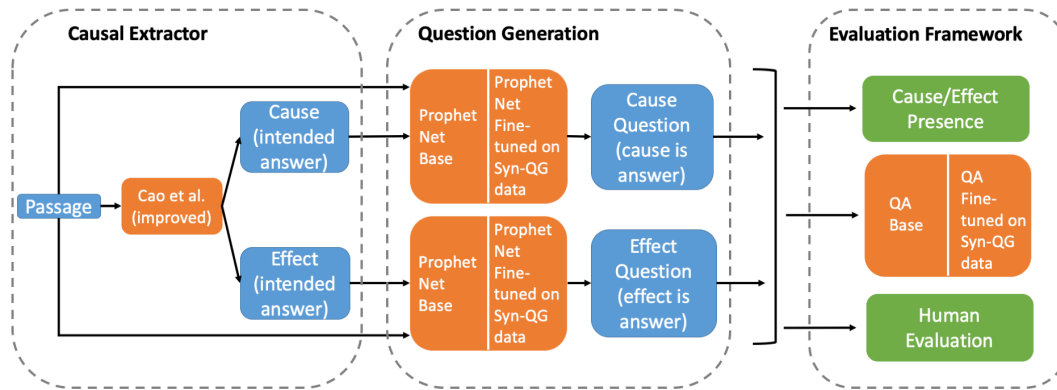 Causal Extractor
Question Generation
Evaluation Framework
Passage
Cao et al.
(improved)
Cause
(intended
answer)
Effect
(intended
answer)
Prophet
Net
Base
Prophet
Net
Fine-
tuned on
Syn-QG
data
Cause
Question
(cause is
answer)
Prophet
Net
Base
Prophet
Net
Fine-
tuned on
Syn-QG
data
Effect
Question
(effect is
answer)
Cause/Effect
Presence
QA
Base
QA
Fine-
tuned on
Syn-QG
data
Human
Evaluation